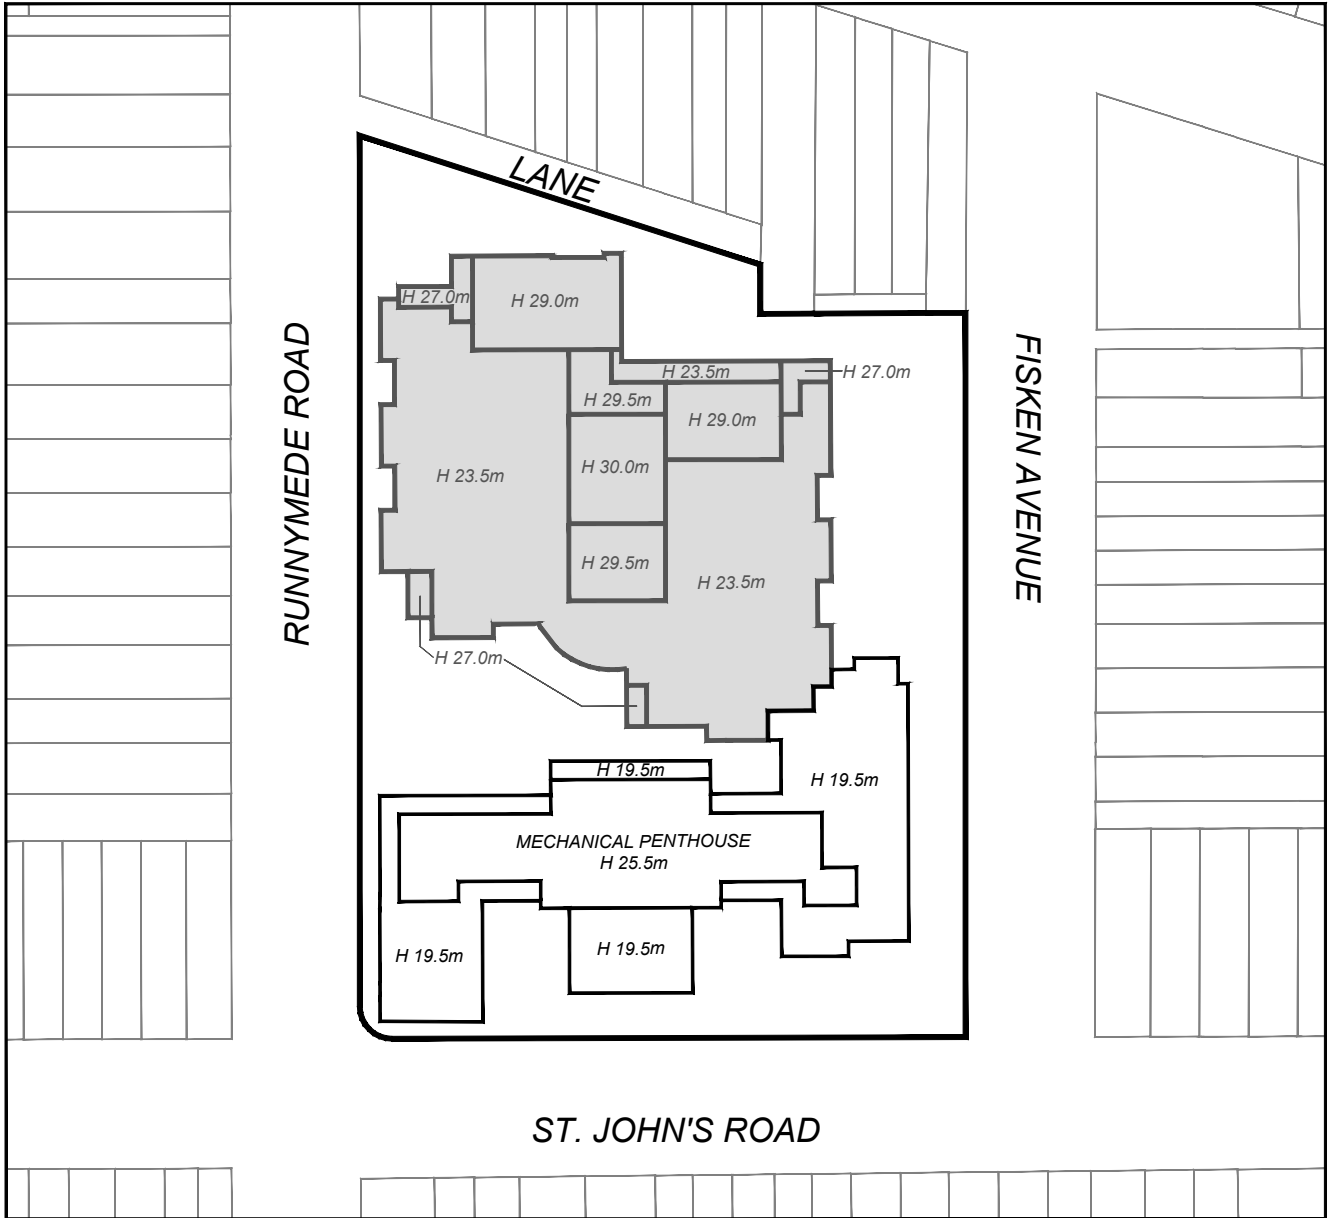 LANE
H 27.0m
H 29.0m
RUNNYMEDE ROAD
FISKEN AVENUE
H 23.5m
H 27.0m
H 29.5m
H 29.0m
H 30.0m
H 23.5m
H 29.5m
H 23.5m
H 27.0m
H 19.5m
H 19.5m
MECHANICAL PENTHOUSE
H 25.5m
H 19.5m
H 19.5m
ST. JOHN'S ROAD